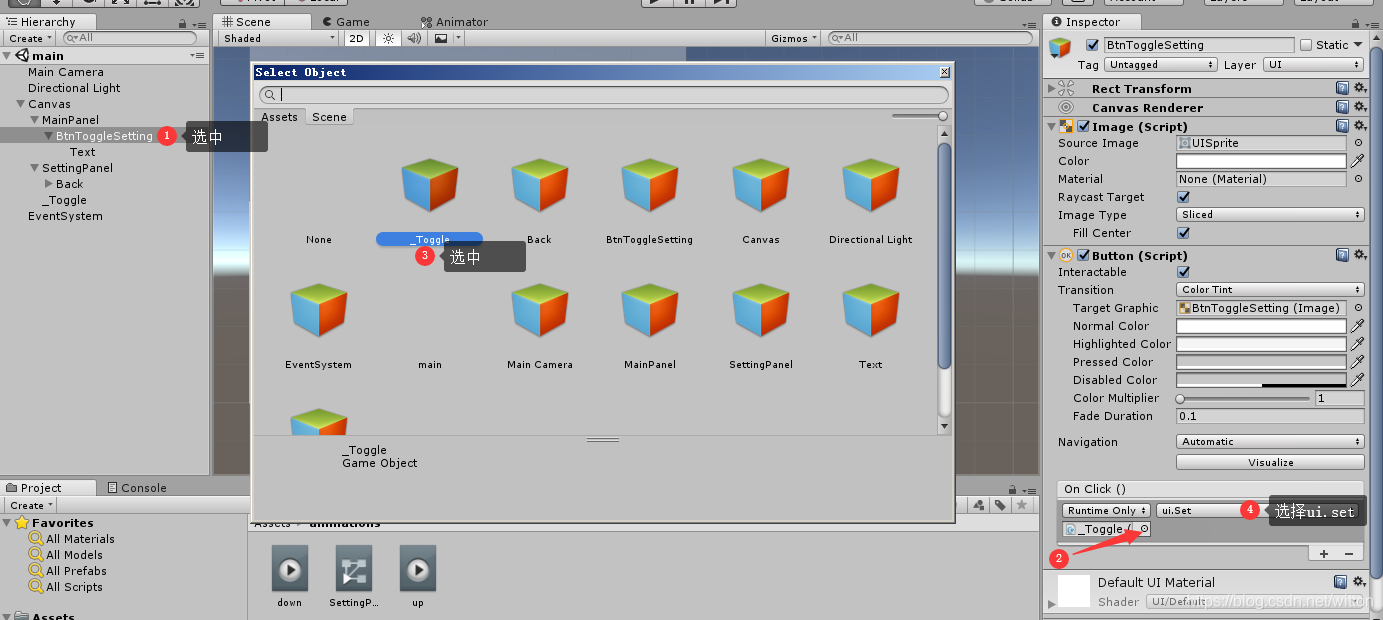 Pivot
Account
Layers
Layout
Hierarchy
Scene
Game
Animator
Inspector
Create
All
Shaded
2D
Gizmos
All
BtnToggleSetting
Static
Tag Untagged
Layer UI
main
Main Camera
Directional Light
Canvas
MainPanel
BtnToggleSetting
1 选中
Text
SettingPanel
Back
_Toggle
EventSystem
Select Object
Assets
Scene
None
_Toggle
Back
BtnToggleSetting
Canvas
Directional Light
3 选中
EventSystem
main
Main Camera
MainPanel
SettingPanel
Text
_Toggle
Game Object
Rect Transform
Canvas Renderer
Image (Script)
Source Image UISprite
Color
Material None (Material)
Raycast Target
Image Type Sliced
Fill Center
OK Button (Script)
Interactable
Transition Color Tint
Target Graphic BtnToggleSetting (Image)
Normal Color
Highlighted Color
Pressed Color
Disabled Color
Color Multiplier 1
Fade Duration 0.1
Navigation Automatic
Visualize
On Click ()
Runtime Only ui.Set 4 选择ui.set
_Toggle (
2
Default UI Material
Shader UI/Default
Project
Console
Create
Favorites
All Materials
All Models
All Prefabs
All Scripts
Assets
Assets
animations
down
SettingP...
up